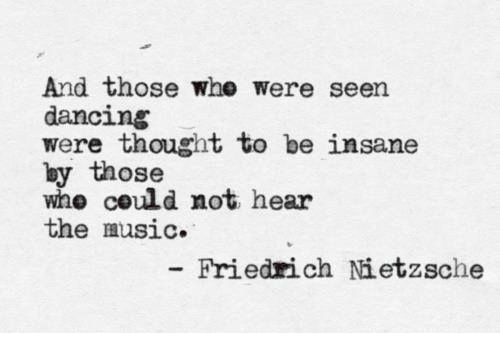 And those who were seen
dancing
were thought to be insane
by those
who could not hear
the music.
- Friedrich Nietzsche